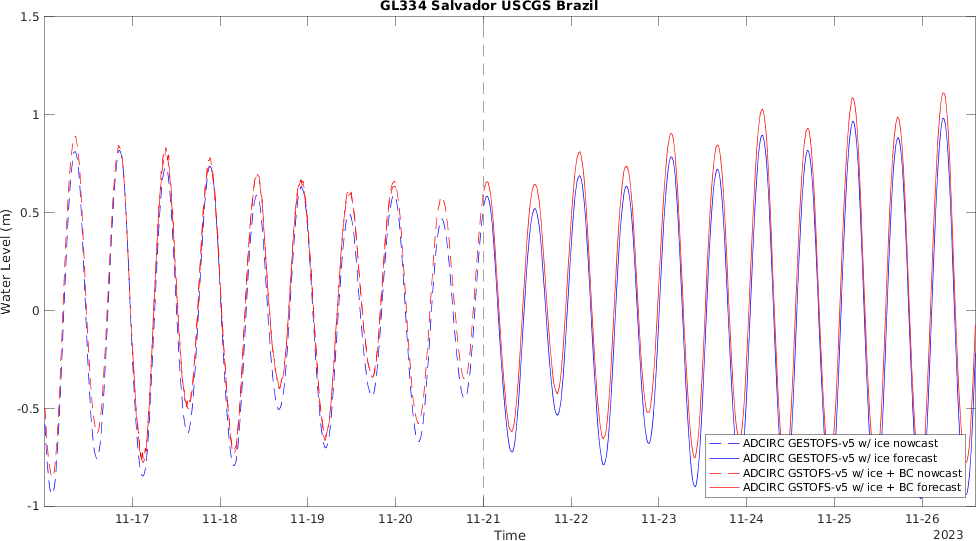 GL334 Salvador USCGS Brazil
Water Level (m)
1.5
1
0.5
0
-0.5
-1
ADCIRC GESTOFS-v5 w/ ice nowcast
ADCIRC GESTOFS-v5 w/ ice forecast
ADCIRC GSTOFS-v5 w/ ice + BC nowcast
ADCIRC GSTOFS-v5 w/ ice + BC forecast
11-17 11-18 11-19 11-20 11-21 11-22 11-23 11-24 11-25 11-26
Time
2023